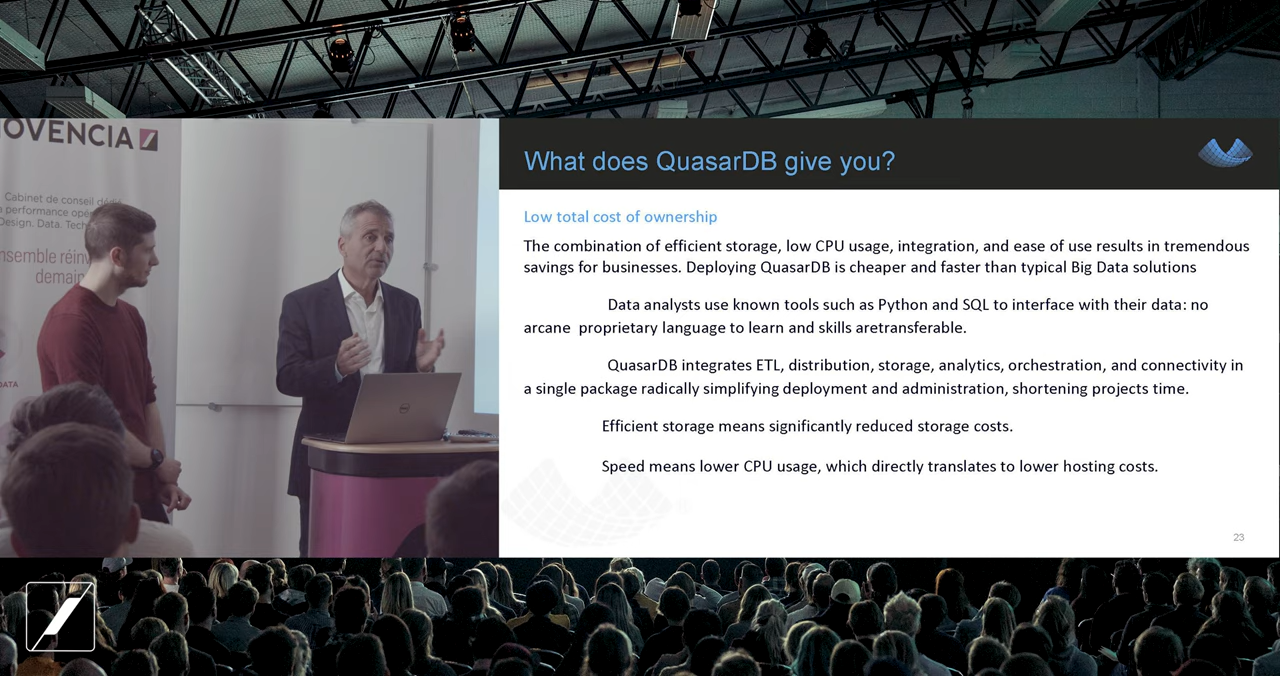 OVENCIA
Cabinet de conseil
performance
Design. Data. Tech
nsemble réin
demain
DATA
DELL
What does QuasarDB give you?
Low total cost of ownership
The combination of efficient storage, low CPU usage, integration, and ease of use results in tremendous
savings for businesses. Deploying QuasarDB is cheaper and faster than typical Big Data solutions
Data analysts use known tools such as Python and SQL to interface with their data: no
arcane  proprietary language to learn and skills aretransferable.
QuasarDB integrates ETL, distribution, storage, analytics, orchestration, and connectivity in
a single package radically simplifying deployment and administration, shortening projects time.
Efficient storage means significantly reduced storage costs.
Speed means lower CPU usage, which directly translates to lower hosting costs.
23